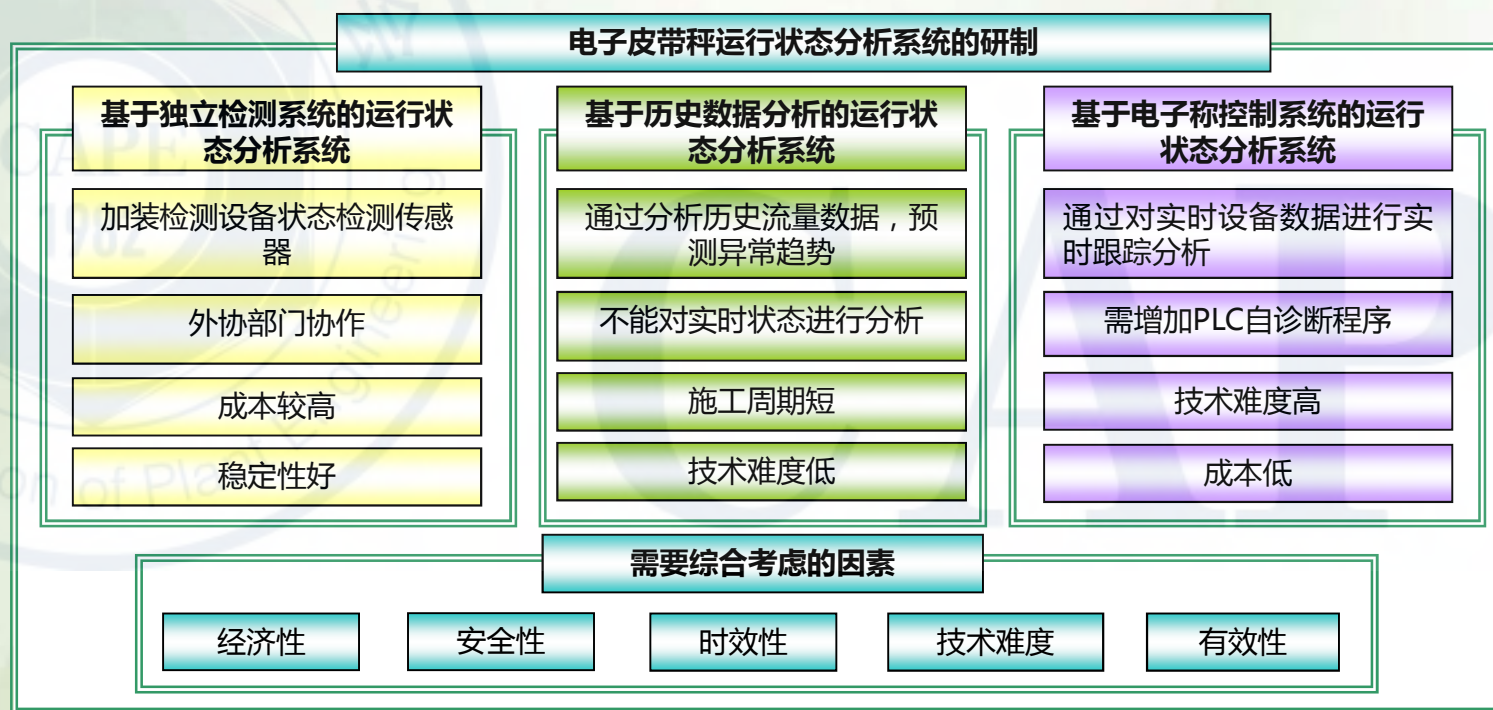 电子皮带秤运行状态分析系统的研制
基于独立检测系统的运行状
态分析系统
加装检测设备状态检测传感
器
外协部门协作
成本较高
稳定性好
基于历史数据分析的运行状
态分析系统
通过分析历史流量数据，预
测异常趋势
不能对实时状态进行分析
施工周期短
技术难度低
基于电子称控制系统的运行
状态分析系统
通过对实时设备数据进行实
时跟踪分析
需增加PLC自诊断程序
技术难度高
成本低
需要综合考虑的因素
经济性
安全性
时效性
技术难度
有效性
CAPE
1982
on of Plant Engineering
CAP